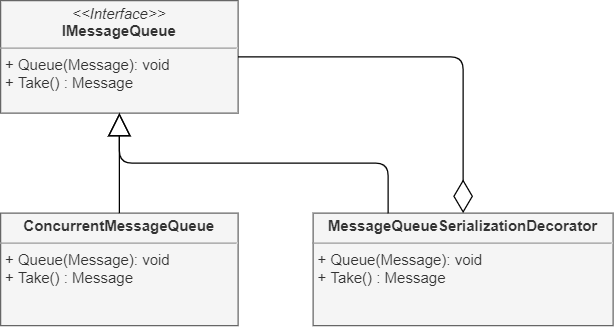 <<Interface>>
IMessageQueue
+ Queue(Message): void
+ Take() : Message
ConcurrentMessageQueue
+ Queue(Message): void
+ Take() : Message
MessageQueueSerializationDecorator
+ Queue(Message): void
+ Take() : Message